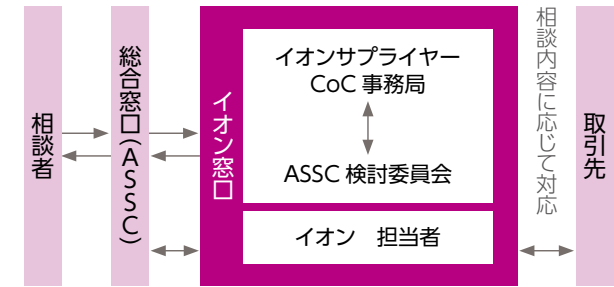 相談者
総合窓口(ASSC)
イオン窓口
イオンサプライヤー
CoC 事務局
ASSC 検討委員会
イオン　担当者
相談内容に応じて対応
取引先